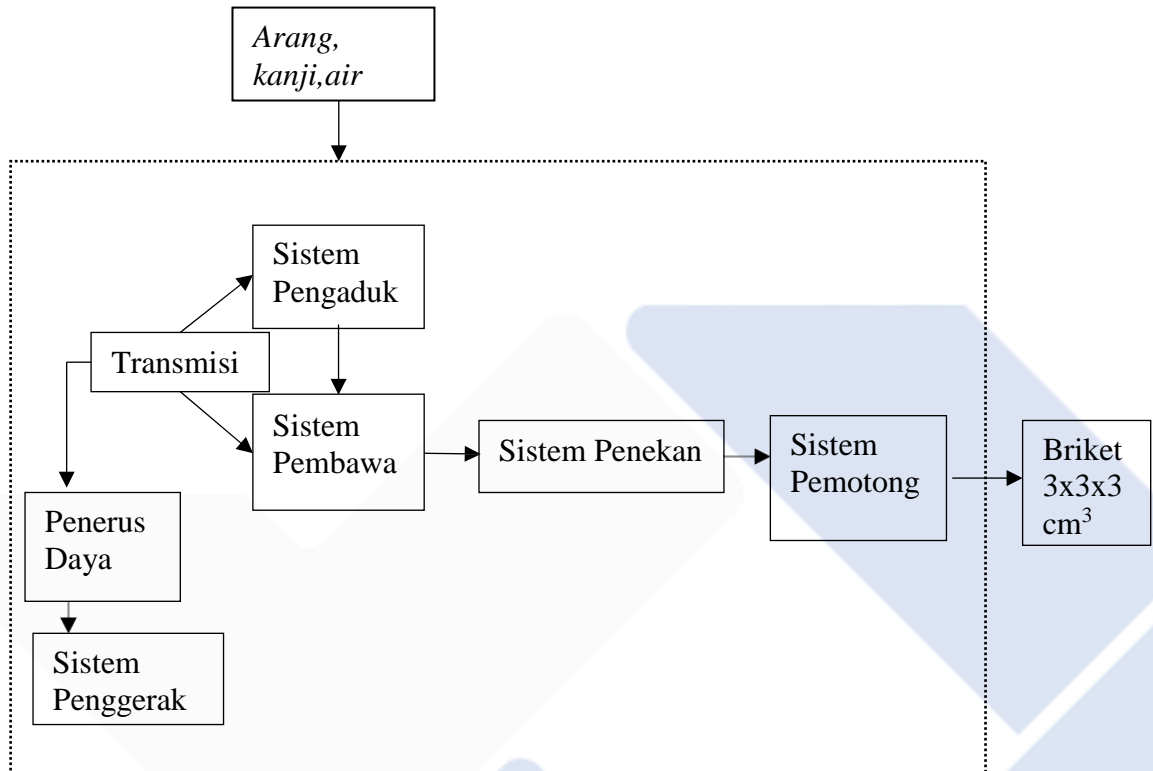 Arang,
kanji,air
Sistem
Pengaduk
Transmisi
Sistem
Pembawa
Sistem Penekan
Sistem
Pemotong
Briket
3x3x3
cm³
Penerus
Daya
Sistem
Penggerak